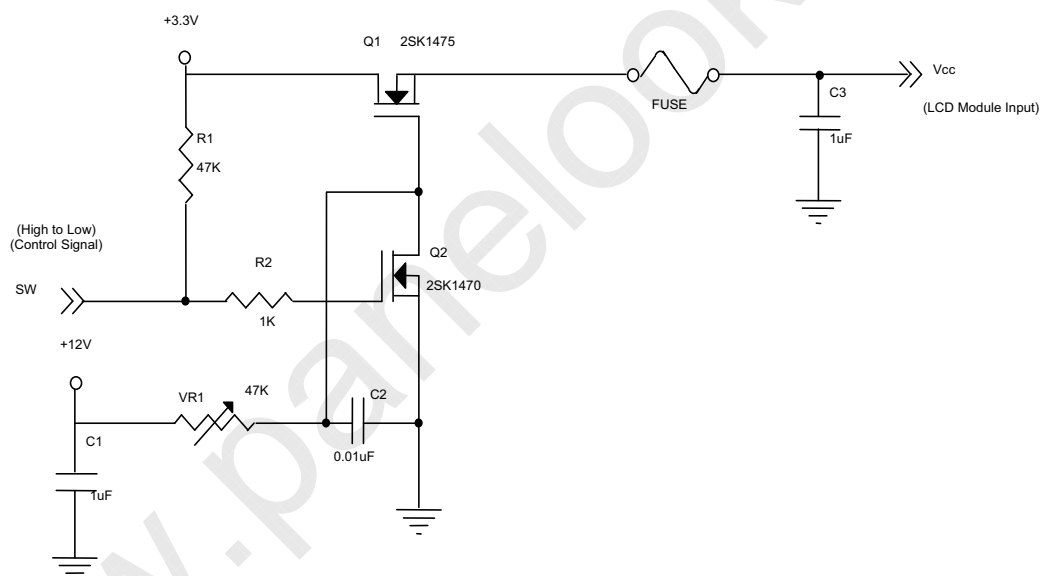 +3.3V
Q1 2SK1475
FUSE
Vcc
C3
(LCD Module Input)
1uF
R1
47K
(High to Low)
(Control Signal)
SW
R2
1K
Q2
2SK1470
+12V
VR1
47K
C2
0.01uF
C1
1uF
w.panelook